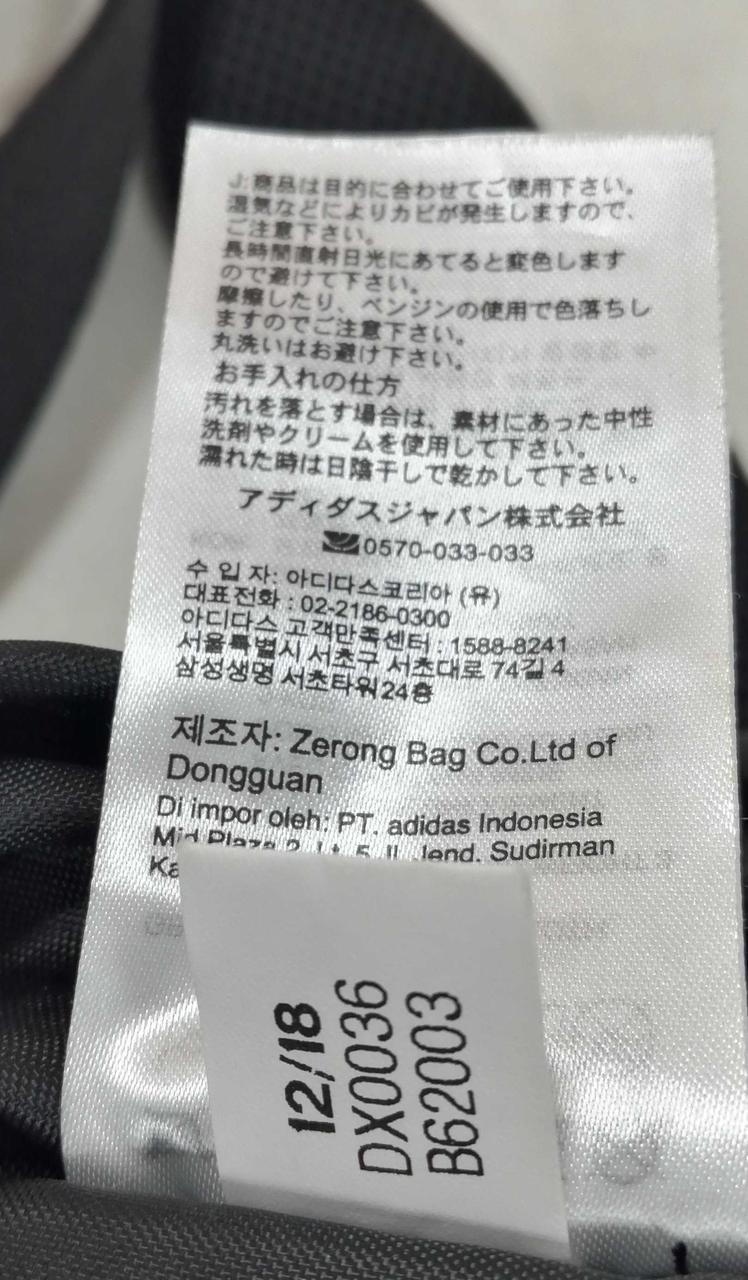 J:商品は目的に合わせてご使用下さい。
湿気などによりカビが発生しますので、
ご注意下さい。
長時間直射日光にあてると変色します
ので避けて下さい。
摩擦したり、ベンジンの使用で色落ちし
ますのでご注意下さい。
丸洗いはお避け下さい。
お手入れの仕方
汚れを落とす場合は、素材にあった中性
洗剤やクリームを使用して下さい。
濡れた時は日陰干しで乾かして下さい。
アディダスジャパン株式会社
0570-033-033
수 입 자: 아디다스코리아 (유)
대표전화 : 02-2186-0300
아디다스 고객만족센터 : 1588-8241
서울특별시 서초구 서초대로 74길 4
삼성생명 서초타워24층
제조자: Zerong Bag Co.Ltd of
Dongguan
Di impor oleh: PT. adidas Indonesia
Mid Plaza 2, Lt. 5, Jl. Jend. Sudirman
12/18
DX0036
B62003